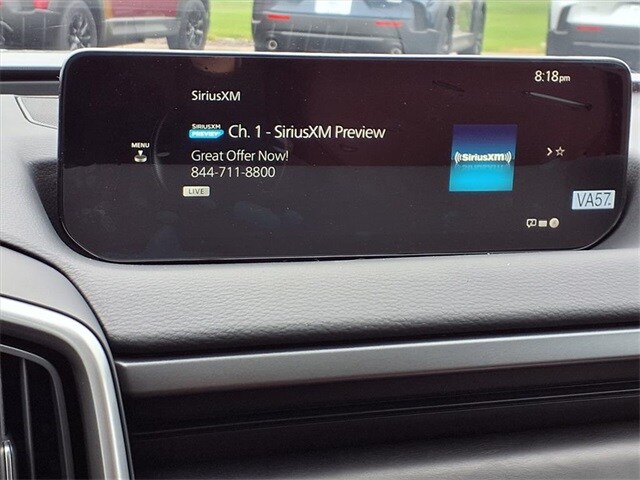 8:18pm
SiriusXM
SIRIUSXM
PREVIEW
Ch. 1 - SiriusXM Preview
MENU
Great Offer Now!
844-711-8800
LIVE
((SiriusXM))
VA57